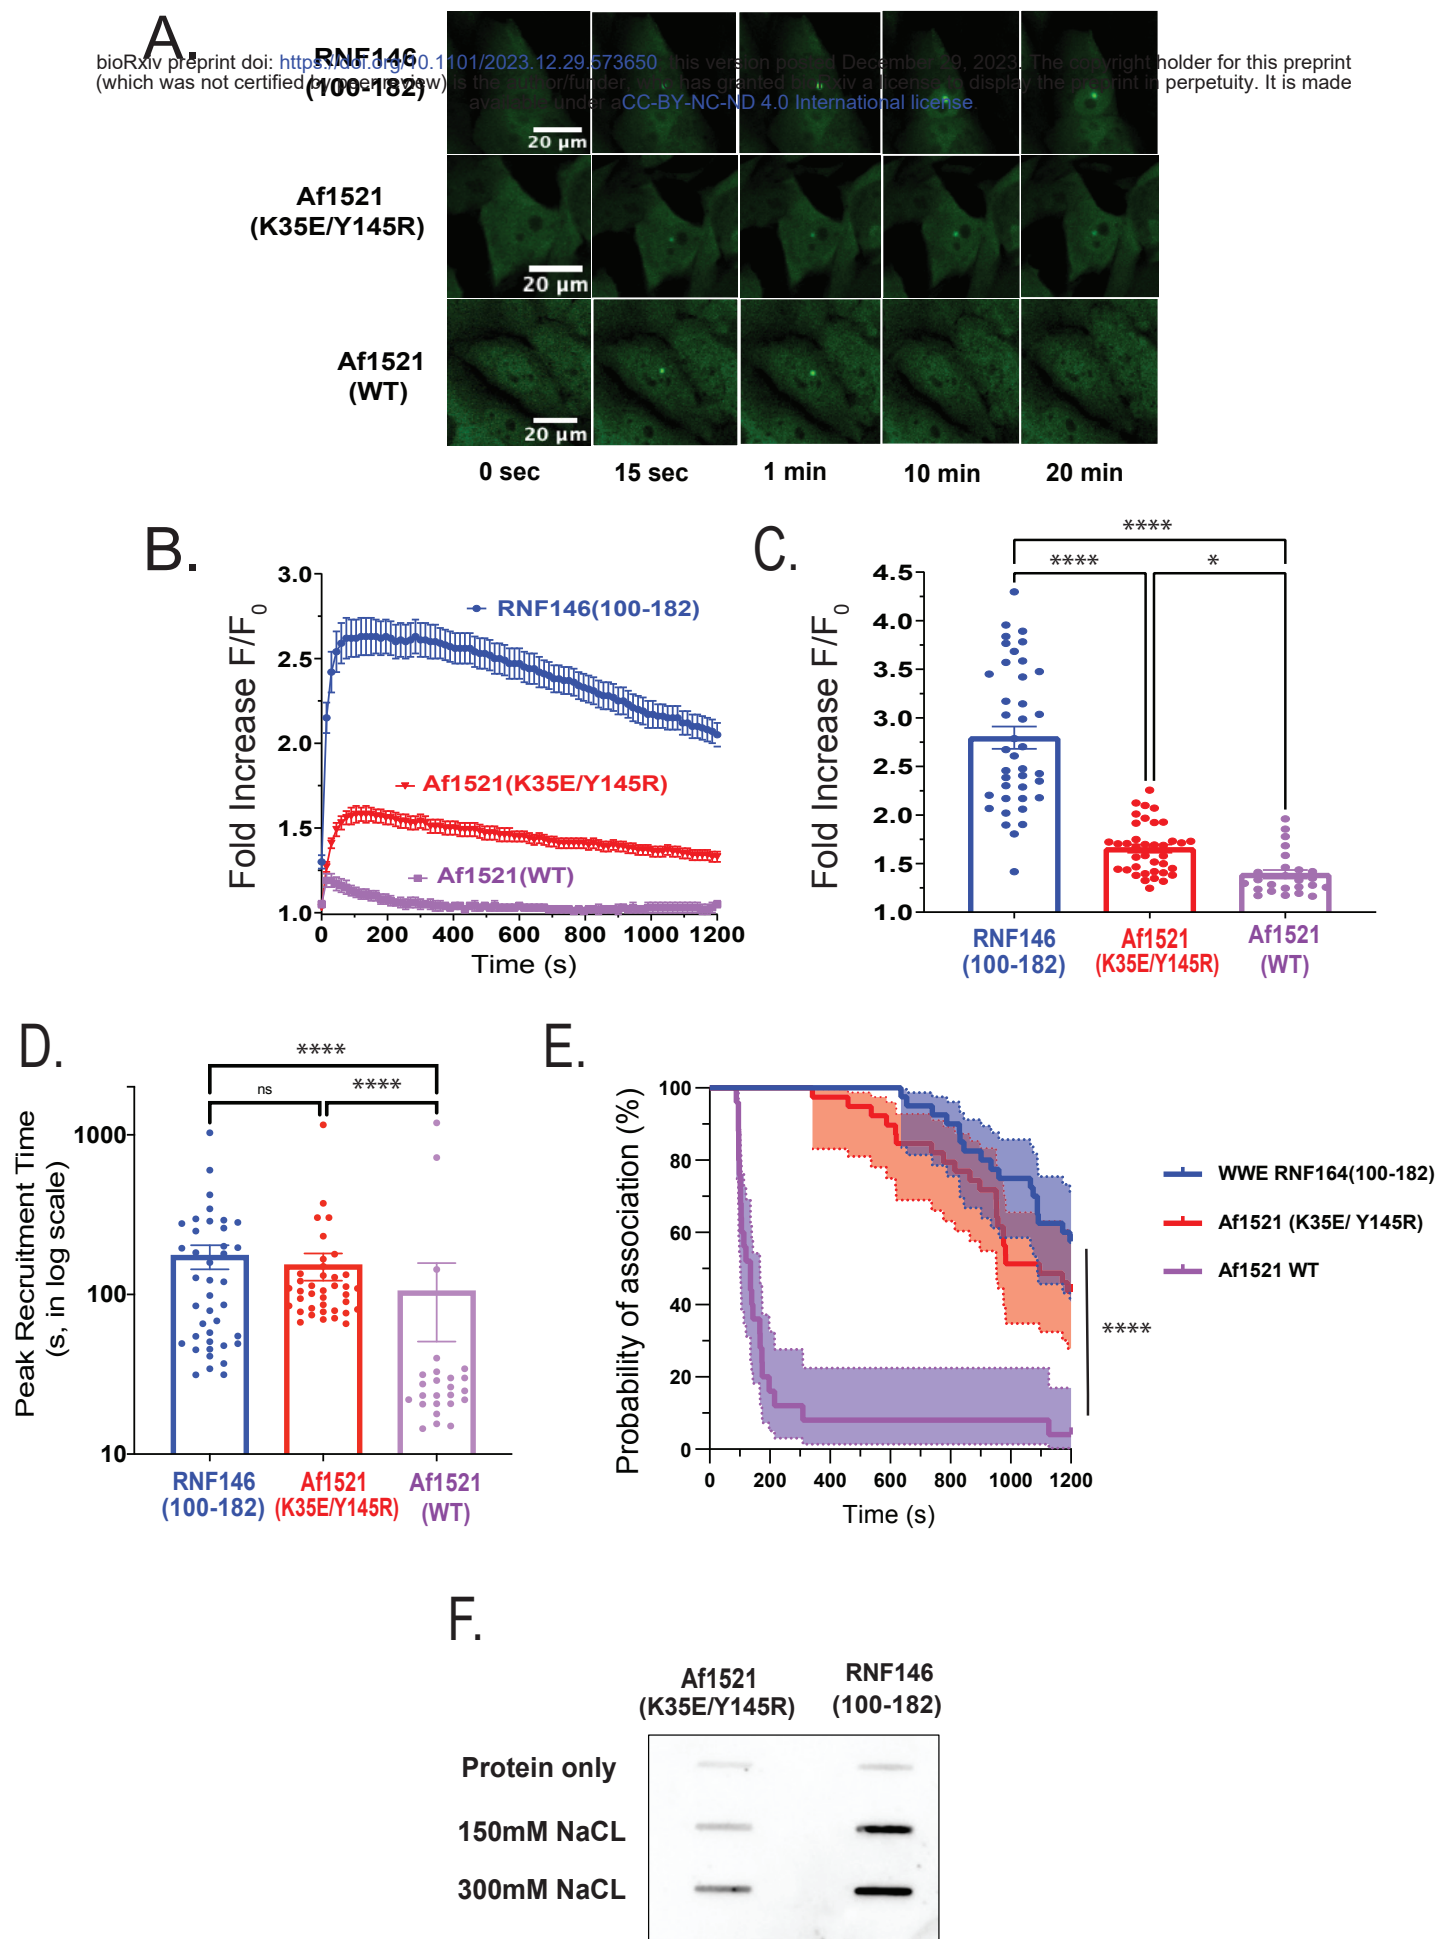 A.
RNF146
(100-182)
bioRxiv preprint doi: https://doi.org/10.1101/2023.12.29.573650; this version posted December 29, 2023. The copyright holder for this preprint
(which was not certified by peer review) is the author/funder, who has granted bioRxiv a license to display the preprint in perpetuity. It is made
available under aCC-BY-NC-ND 4.0 International license.
20 µm
Af1521
(K35E/Y145R)
20 µm
Af1521
(WT)
20 µm
0 sec 15 sec 1 min 10 min 20 min
B.
Fold Increase F/F0
3.0
2.5
2.0
1.5
1.0
RNF146(100-182)
Af1521(K35E/Y145R)
Af1521(WT)
0 200 400 600 800 1000 1200
Time (s)
C.
**** 
**** *
Fold Increase F/F0
4.5
4.0
3.5
3.0
2.5
2.0
1.5
1.0
RNF146
(100-182)
Af1521
(K35E/Y145R)
Af1521
(WT)
D.
****
ns ****
Peak Recruitment Time
(s, in log scale)
1000
100
10
RNF146
(100-182)
Af1521
(K35E/Y145R)
Af1521
(WT)
E.
Probability of association (%)
100
80
60
40
20
0
0 200 400 600 800 1000 1200
Time (s)
****
WWE RNF164(100-182)
Af1521 (K35E/ Y145R)
Af1521 WT
F.
Af1521
(K35E/Y145R)
RNF146
(100-182)
Protein only
150mM NaCL
300mM NaCL